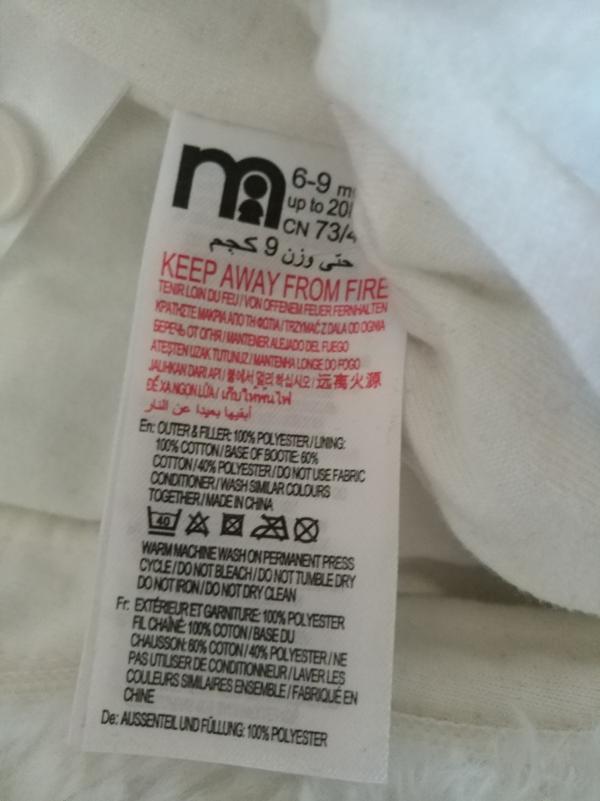 m
6-9 m
up to 20
CN 73/
حتى وزن 9 كجم
KEEP AWAY FROM FIRE
TENIR LOIN DU FEU / VON OFFENEM FEUER FERNHALTEN
ΚΡΑΤΗΣΤΕ ΜΑΚΡΙΑ ΑΠΟ ΤΗ ΦΩΤΙΑ / TRZYMAĆ Z DALA DO OGNIA
БЕРЕЧЬ ОТ ОГНЯ / MANTENER ALEJADO DEL FUEGO
ATEŞTEN UZAK TUTUNUZ / MANTENHA LONGE DO FOGO
JAUHKAN DARI API / 불에서 멀리 하십시오 / 远离火源
ĐỂ XA NGỌN LỬA / เก็บให้พ้นไฟ
أبقيها بعيدا عن النار
En: OUTER & FILLER: 100% POLYESTER / LINING:
100% COTTON / BASE OF BOOTIE: 60%
COTTON / 40% POLYESTER / DO NOT USE FABRIC
CONDITIONER / WASH SIMILAR COLOURS
TOGETHER / MADE IN CHINA
40
WARM MACHINE WASH ON PERMANENT PRESS
CYCLE / DO NOT BLEACH / DO NOT TUMBLE DRY
DO NOT IRON / DO NOT DRY CLEAN
Fr: EXTÉRIEUR ET GARNITURE: 100% POLYESTER
FIL CHAÎNE: 100% COTON / BASE DU
CHAUSSON: 60% COTON / 40% POLYESTER / NE
PAS UTILISER DE CONDITIONNEUR / LAVER LES
COULEURS SIMILAIRES ENSEMBLE / FABRIQUÉ EN
CHINE
De: AUSSENTEIL UND FÜLLUNG: 100% POLYESTER